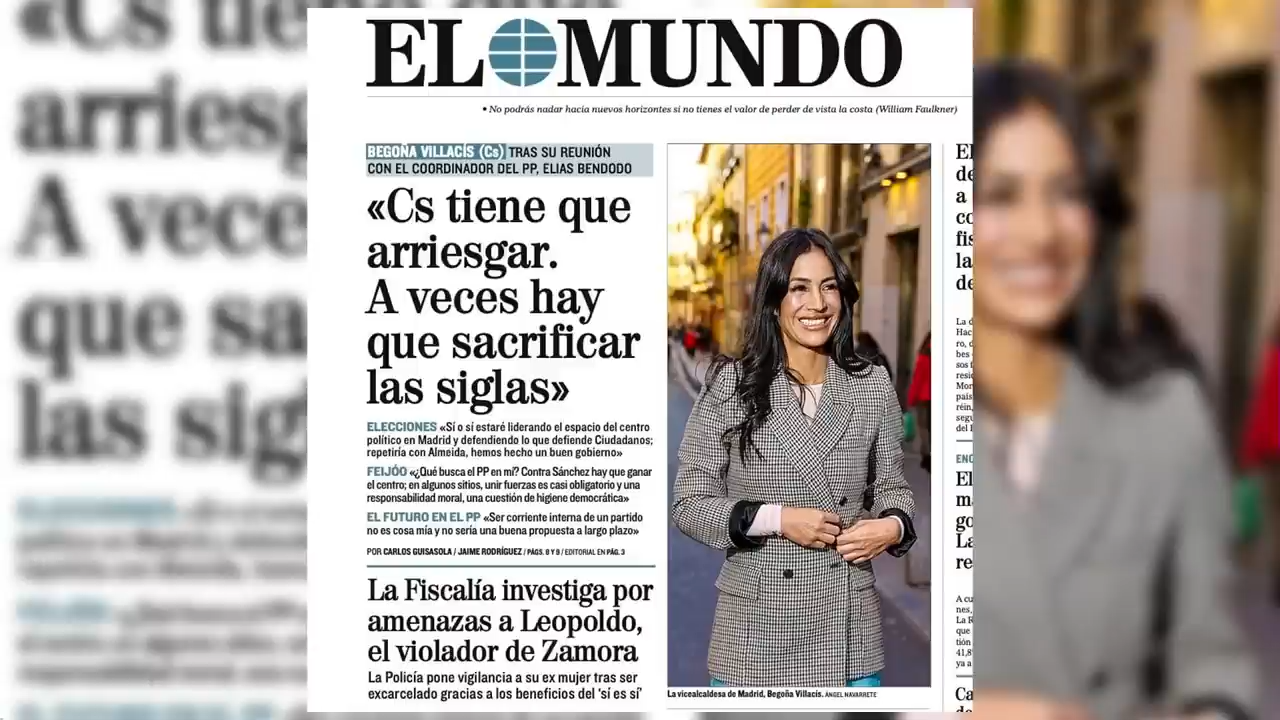 EL MUNDO
• No podrás nadar hacia nuevos horizontes si no tienes el valor de perder de vista la costa (William Faulkner)
BEGOÑA VILLACÍS (Cs) TRAS SU REUNIÓN
CON EL COORDINADOR DEL PP, ELIAS BENDODO
«Cs tiene que
arriesgar.
A veces hay
que sacrificar
las siglas»
ELECCIONES «Sí o sí estaré liderando el espacio del centro
político en Madrid y defendiendo lo que defiende Ciudadanos;
repetiría con Almeida, hemos hecho un buen gobierno»
FEIJÓO «¿Qué busca el PP en mí? Contra Sánchez hay que ganar
el centro; en algunos sitios, unir fuerzas es casi obligatorio y una
responsabilidad moral, una cuestión de higiene democrática»
EL FUTURO EN EL PP «Ser corriente interna de un partido
no es cosa mía y no sería una buena propuesta a largo plazo»
POR CARLOS GUISASOLA / JAIME RODRÍGUEZ / PÁGS. 8 Y 9 / EDITORIAL EN PÁG. 3
La Fiscalía investiga por
amenazas a Leopoldo,
el violador de Zamora
La Policía pone vigilancia a su ex mujer tras ser
excarcelado gracias a los beneficios del 'sí es sí'
La vicealcaldesa de Madrid, Begoña Villacís. ÁNGEL NAVARRETE